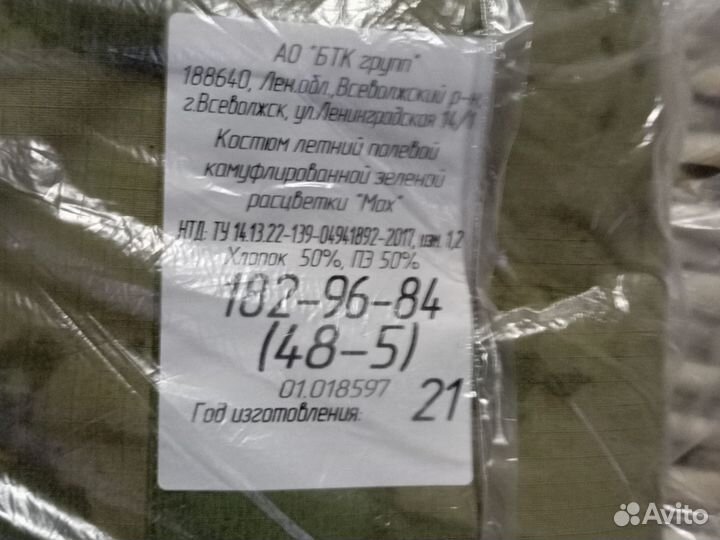 АО "БТК групп"
188640, Лен.обл.,Всеволжский р-н,
г.Всеволжск, ул.Ленинградская 14/1
Костюм летний полевой
камуфлированной зеленой
расцветки "Мох"
НТД: ТУ 14.13.22-139-04941892-2017, изм. 1,2
Хлопок 50%, ПЭ 50%
182-96-84
(48-5)
01.018597
Год изготовления: 21
Avito